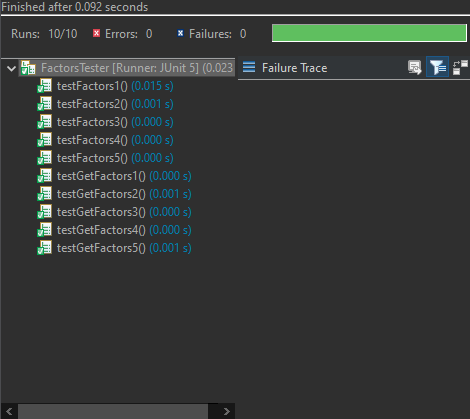 Finished after 0.092 seconds
Runs: 10/10 Errors: 0 Failures: 0
FactorsTester [Runner: JUnit 5] (0.023 Failure Trace
testFactors1() (0.015 s)
testFactors2() (0.001 s)
testFactors3() (0.000 s)
testFactors4() (0.000 s)
testFactors5() (0.000 s)
testGetFactors1() (0.000 s)
testGetFactors2() (0.001 s)
testGetFactors3() (0.000 s)
testGetFactors4() (0.000 s)
testGetFactors5() (0.001 s)